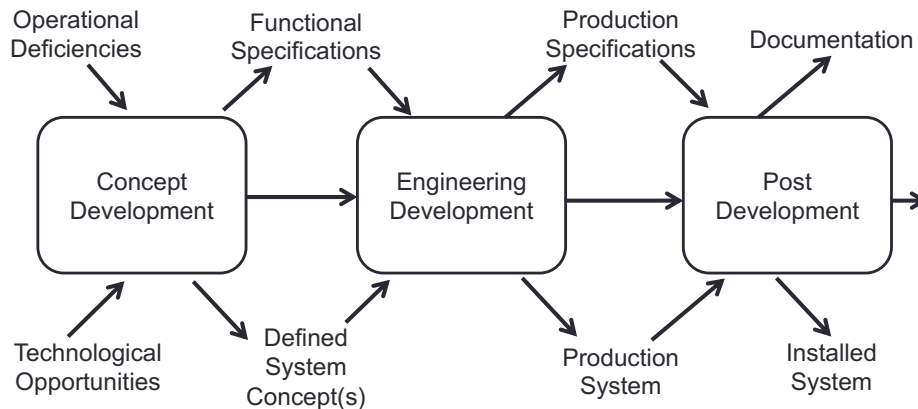 Operational
Deficiencies
Functional
Specifications
Production
Specifications
Documentation
Concept
Development
Engineering
Development
Post
Development
Technological
Opportunities
Defined
System
Concept(s)
Production
System
Installed
System